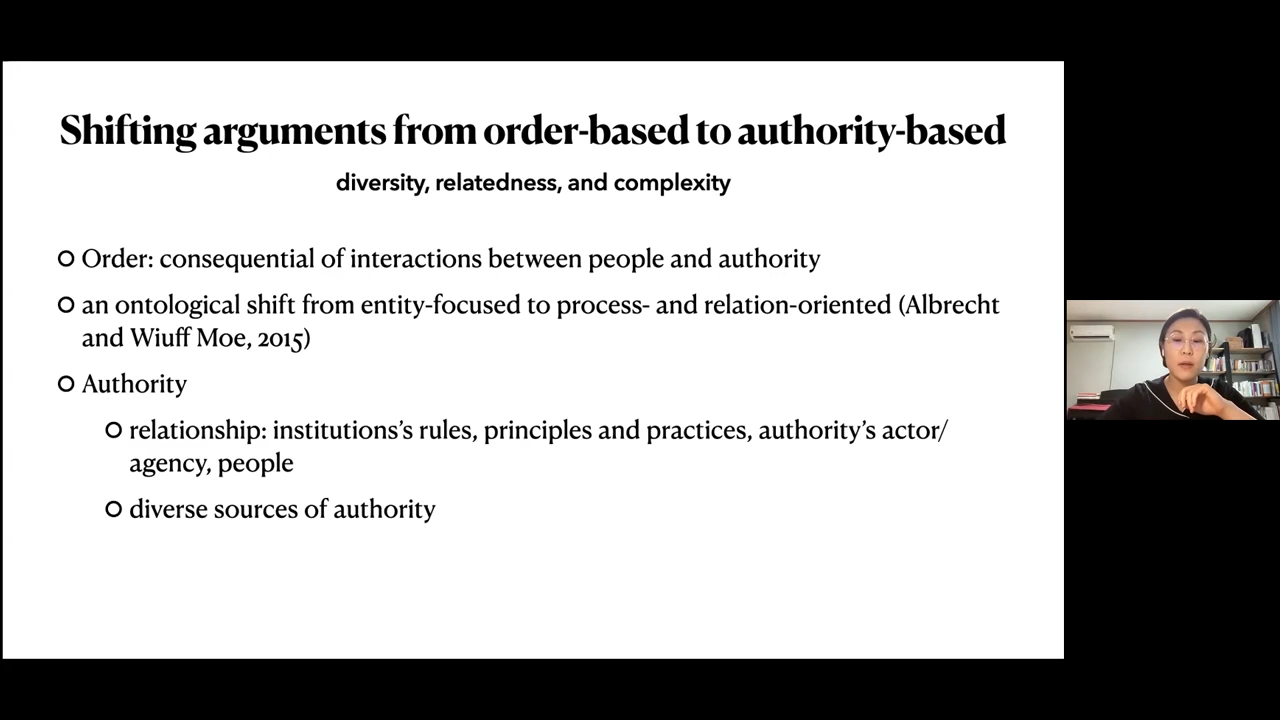 Shifting arguments from order-based to authority-based
diversity, relatedness, and complexity
Order: consequential of interactions between people and authority
an ontological shift from entity-focused to process- and relation-oriented (Albrecht
and Wiuff Moe, 2015)
Authority
relationship: institutions’s rules, principles and practices, authority’s actor/
agency, people
diverse sources of authority